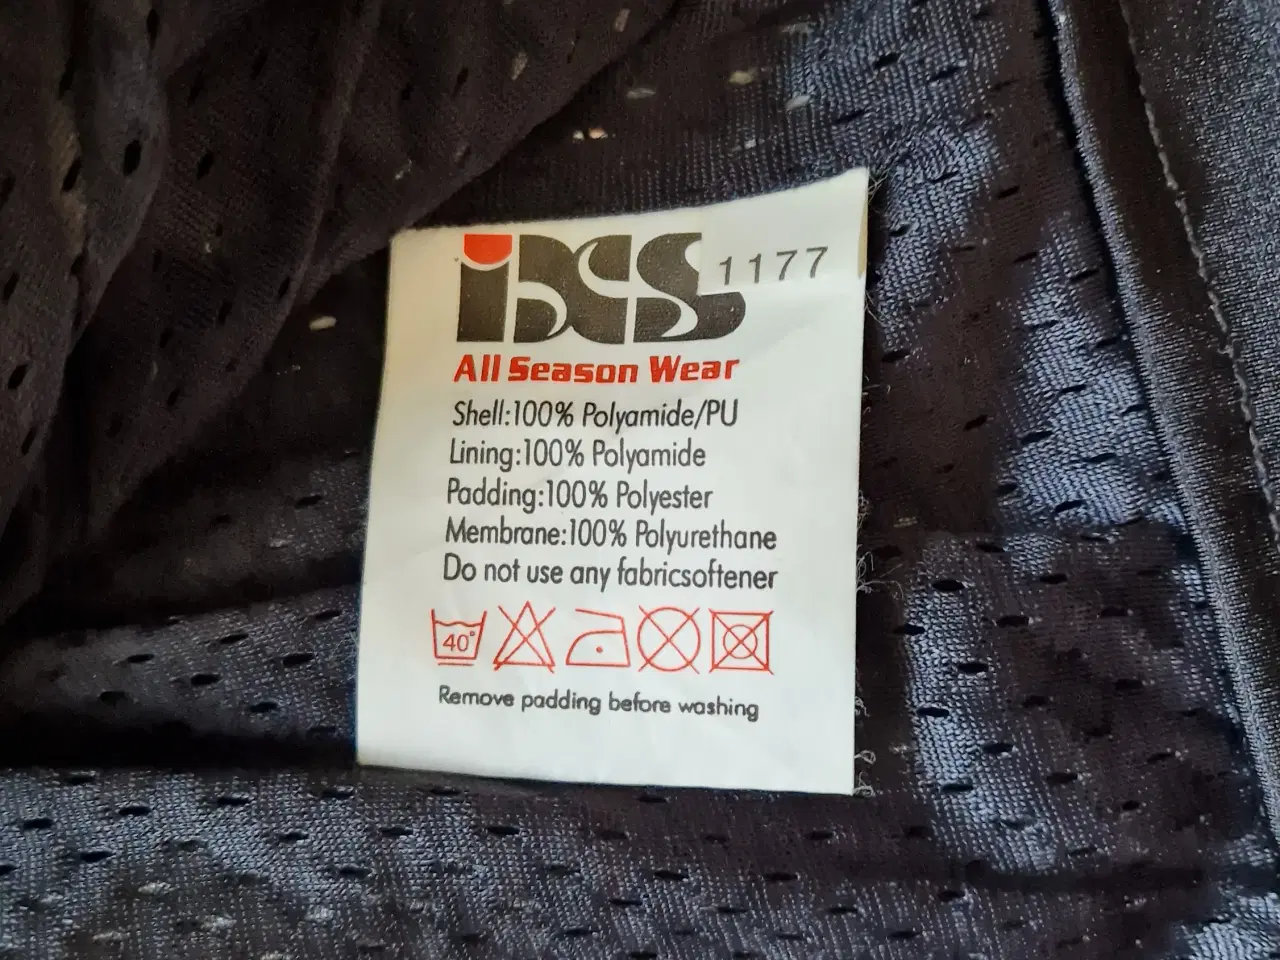 iXS 1177
All Season Wear
Shell:100% Polyamide/PU
Lining:100% Polyamide
Padding:100% Polyester
Membrane:100% Polyurethane
Do not use any fabricsoftener
40°
Remove padding before washing